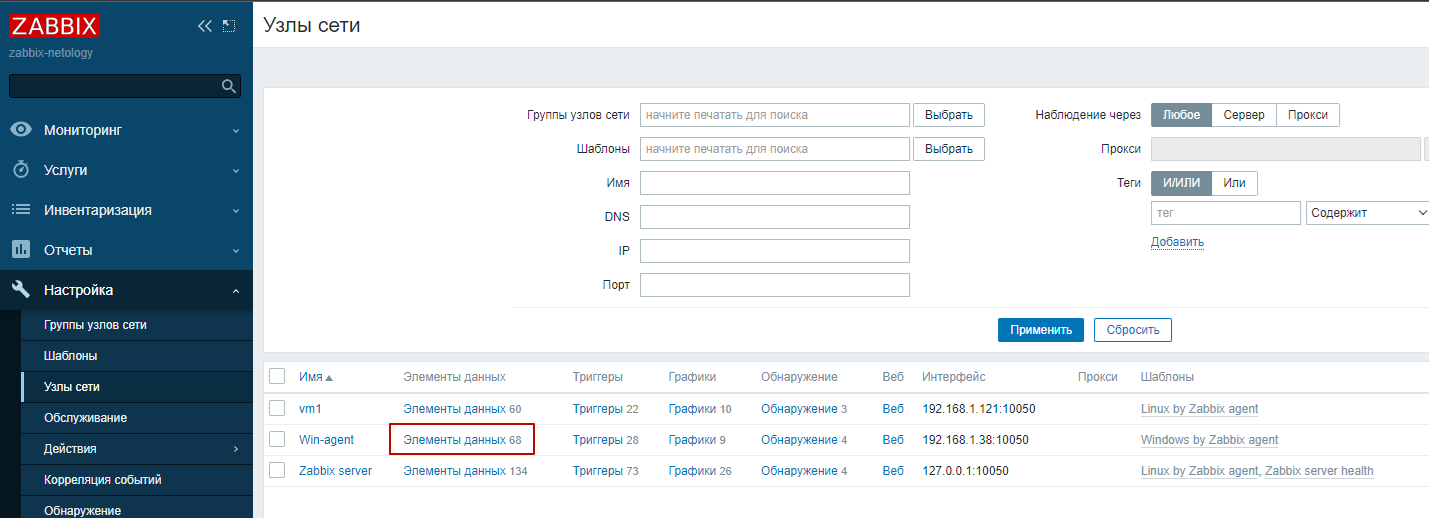 ZABBIX
zabbix-netology
Мониторинг
Услуги
Инвентаризация
Отчеты
Настройка
Группы узлов сети
Шаблоны
Узлы сети
Обслуживание
Действия
Корреляция событий
Обнаружение
Узлы сети
Группы узлов сети начните печатать для поиска Выбрать
Шаблоны начните печатать для поиска Выбрать
Имя
DNS
IP
Порт
Наблюдение через Любое Сервер Прокси
Прокси
Теги И/ИЛИ Или
тег Содержит
Добавить
Применить Сбросить
Имя Элементы данных Триггеры Графики Обнаружение Веб Интерфейс Прокси Шаблоны
vm1 Элементы данных 60 Триггеры 22 Графики 10 Обнаружение 3 Веб 192.168.1.121:10050 Linux by Zabbix agent
Win-agent Элементы данных 68 Триггеры 28 Графики 9 Обнаружение 4 Веб 192.168.1.38:10050 Windows by Zabbix agent
Zabbix server Элементы данных 134 Триггеры 73 Графики 26 Обнаружение 4 Веб 127.0.0.1:10050 Linux by Zabbix agent, Zabbix server health